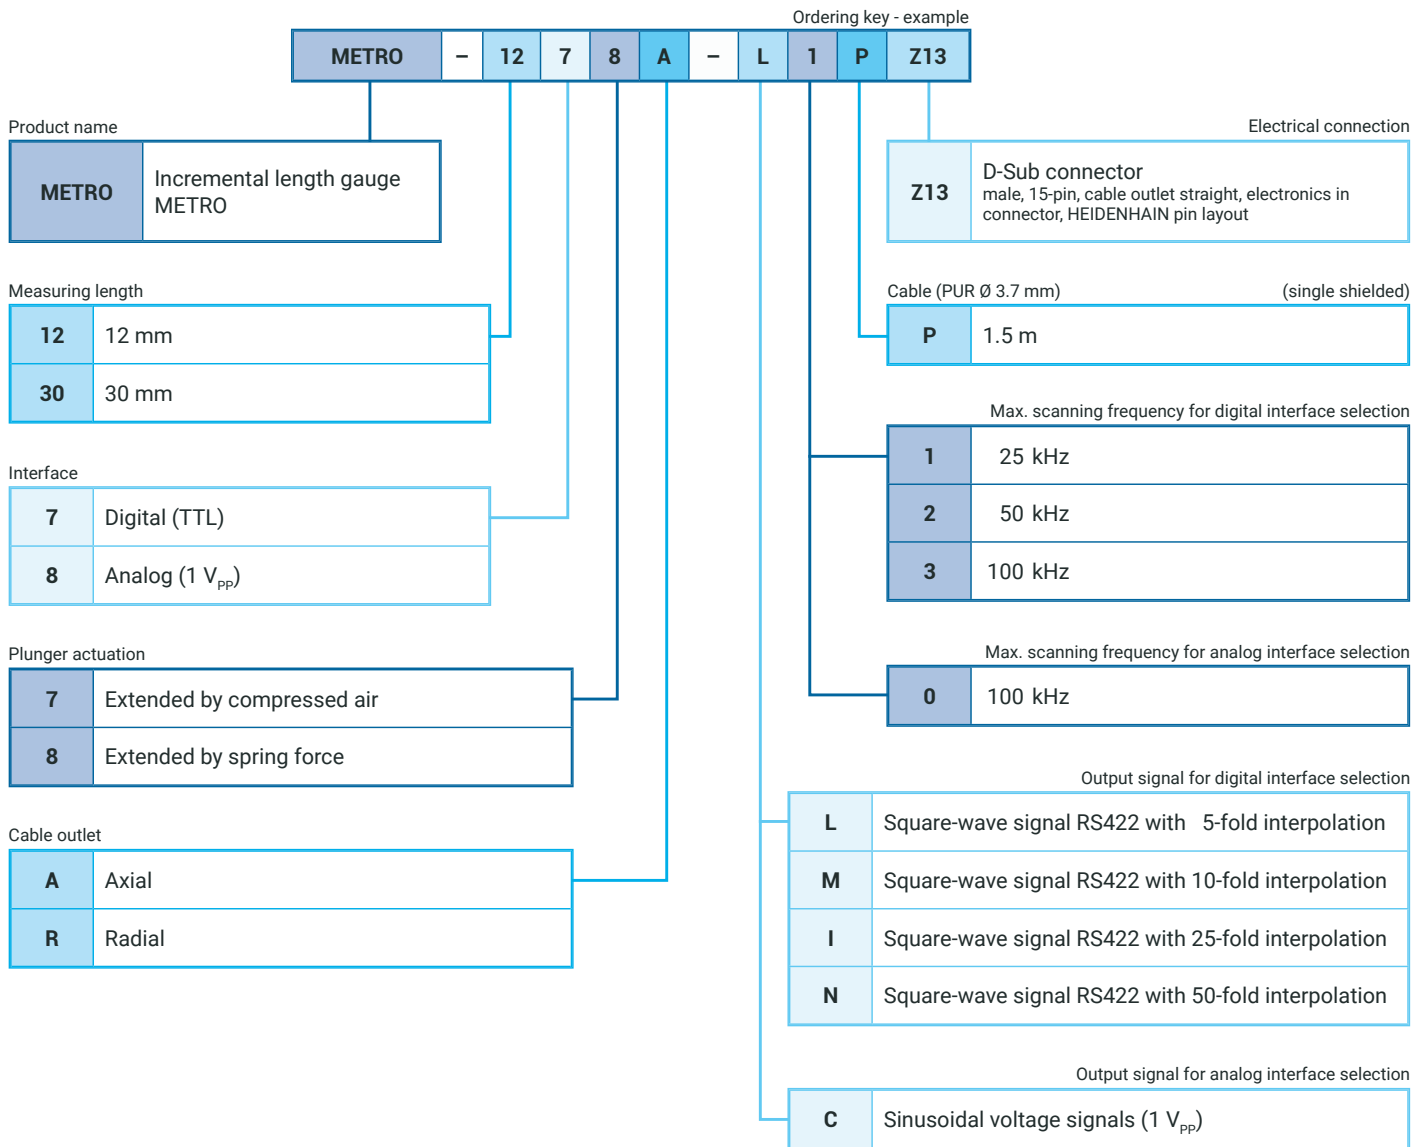 Ordering key - example
METRO – 12 7 8 A – L 1 P Z13
Product name
METRO Incremental length gauge
METRO
Measuring length
12 12 mm
30 30 mm
Interface
7 Digital (TTL)
8 Analog (1 VPP)
Plunger actuation
7 Extended by compressed air
8 Extended by spring force
Cable outlet
A Axial
R Radial
Electrical connection
Z13 D-Sub connector
male, 15-pin, cable outlet straight, electronics in
connector, HEIDENHAIN pin layout
Cable (PUR Ø 3.7 mm) (single shielded)
P 1.5 m
Max. scanning frequency for digital interface selection
1 25 kHz
2 50 kHz
3 100 kHz
Max. scanning frequency for analog interface selection
0 100 kHz
Output signal for digital interface selection
L Square-wave signal RS422 with 5-fold interpolation
M Square-wave signal RS422 with 10-fold interpolation
I Square-wave signal RS422 with 25-fold interpolation
N Square-wave signal RS422 with 50-fold interpolation
Output signal for analog interface selection
C Sinusoidal voltage signals (1 VPP)